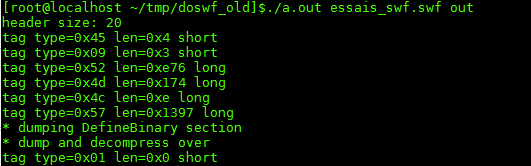 [root@localhost ~/tmp/doswf_old]$./a.out essais_swf.swf out
header size: 20
tag type=0x45 len=0x4 short
tag type=0x09 len=0x3 short
tag type=0x52 len=0xe76 long
tag type=0x4d len=0x174 long
tag type=0x4c len=0xe long
tag type=0x57 len=0x1397 long
* dumping DefineBinary section
* dump and decompress over
tag type=0x01 len=0x0 short